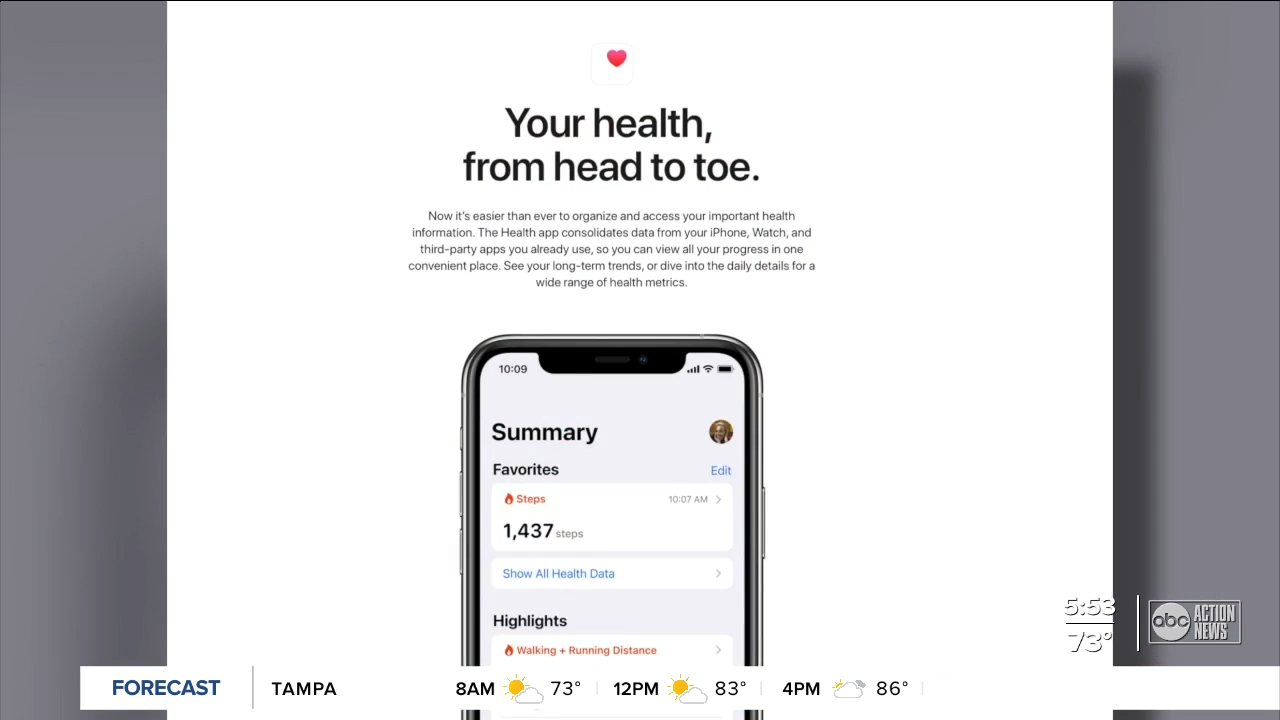 Your health,
from head to toe.
Now it's easier than ever to organize and access your important health
information. The Health app consolidates data from your iPhone, Watch, and
third-party apps you already use, so you can view all your progress in one
convenient place. See your long-term trends, or dive into the daily details for a
wide range of health metrics.
10:09
Summary
Favorites
Edit
Steps
10:07 AM
1,437 steps
Show All Health Data
Highlights
Walking + Running Distance
5:53
73°
abc ACTION
NEWS
FORECAST TAMPA 8AM 73° 12PM 83° 4PM 86°